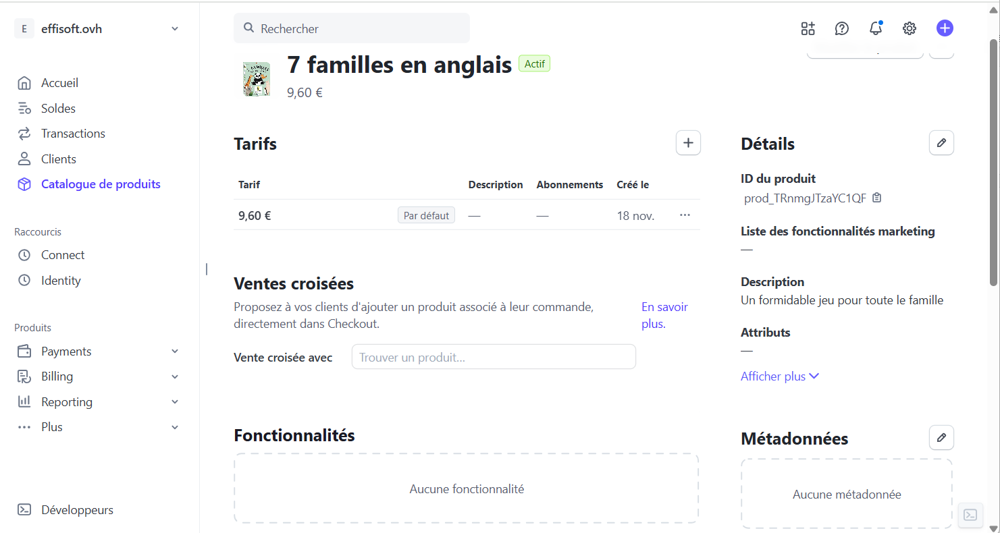 E effisoft.ovh
Rechercher
Accueil
Soldes
Transactions
Clients
Catalogue de produits
Raccourcis
Connect
Identity
Produits
Payments
Billing
Reporting
Plus
Développeurs
FAMILLES
7 familles en anglais Actif
9,60 €
Tarifs
Tarif Description Abonnements Créé le
9,60 € Par défaut — — 18 nov. ···
Ventes croisées
Proposez à vos clients d'ajouter un produit associé à leur commande,
directement dans Checkout.
En savoir
plus.
Vente croisée avec Trouver un produit...
Fonctionnalités
Aucune fonctionnalité
Détails
ID du produit
prod_TRnmgJTzaYC1QF
Liste des fonctionnalités marketing
—
Description
Un formidable jeu pour toute le famille
Attributs
—
Afficher plus
Métadonnées
Aucune métadonnée